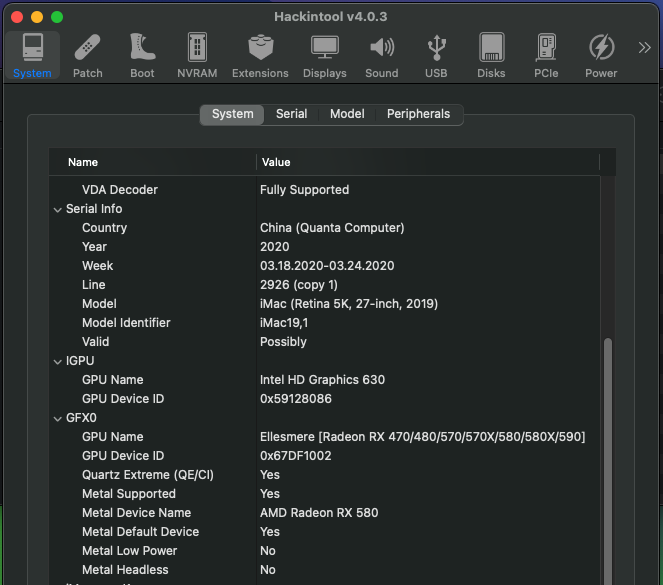 Hackintool v4.0.3
System Patch Boot NVRAM Extensions Displays Sound USB Disks PCIe Power
System Serial Model Peripherals
Name Value
VDA Decoder Fully Supported
Serial Info
Country China (Quanta Computer)
Year 2020
Week 03.18.2020-03.24.2020
Line 2926 (copy 1)
Model iMac (Retina 5K, 27-inch, 2019)
Model Identifier iMac19,1
Valid Possibly
IGPU
GPU Name Intel HD Graphics 630
GPU Device ID 0x59128086
GFX0
GPU Name Ellesmere [Radeon RX 470/480/570/570X/580/580X/590]
GPU Device ID 0x67DF1002
Quartz Extreme (QE/CI) Yes
Metal Supported Yes
Metal Device Name AMD Radeon RX 580
Metal Default Device Yes
Metal Low Power No
Metal Headless No